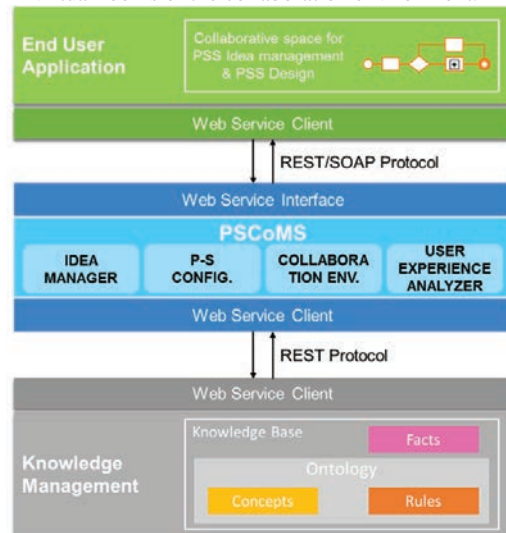 End User
Application
Collaborative space for
PSS Idea management
& PSS Design
Web Service Client
REST/SOAP Protocol
Web Service Interface
PSCoMS
IDEA
MANAGER
P-S
CONFIG.
COLLABORA
TION ENV.
USER
EXPERIENCE
ANALYZER
Web Service Client
REST Protocol
Web Service Client
Knowledge
Management
Knowledge Base
Facts
Ontology
Concepts
Rules